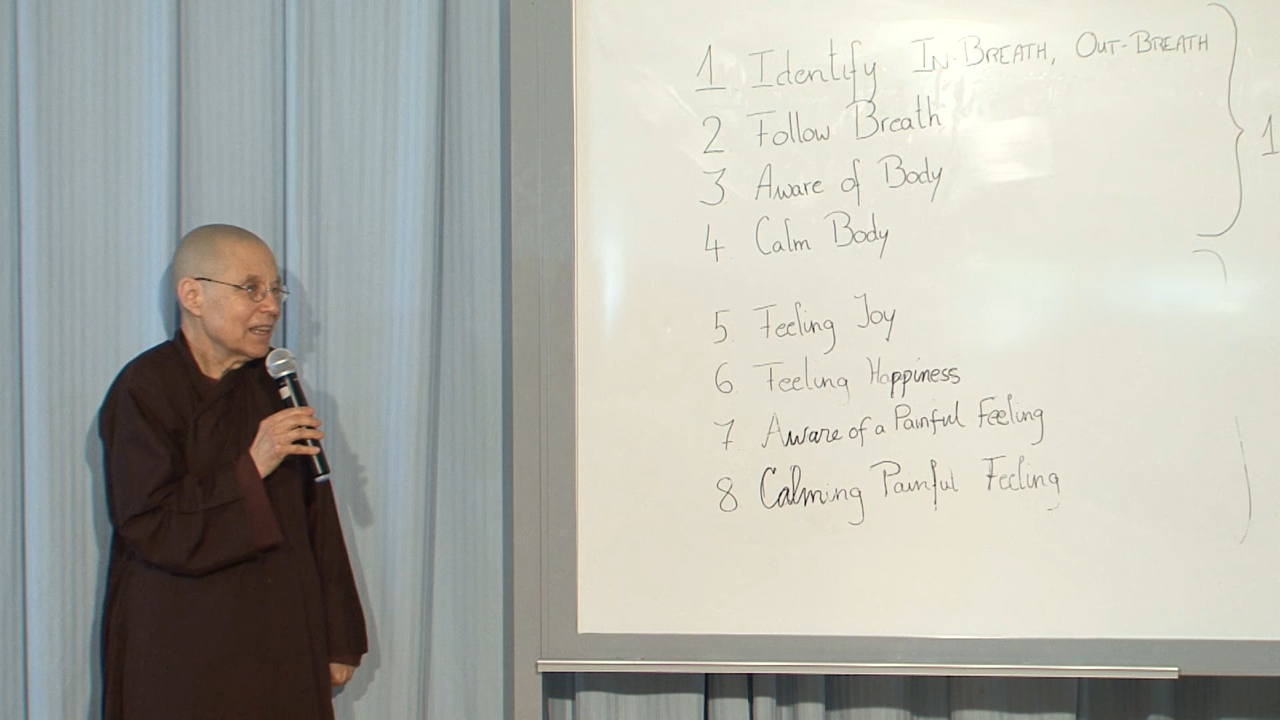 1 Identify In-Breath, Out-Breath
2 Follow Breath
3 Aware of Body
4 Calm Body
1
5 Feeling Joy
6 Feeling Happiness
7 Aware of a Painful Feeling
8 Calming Painful Feeling